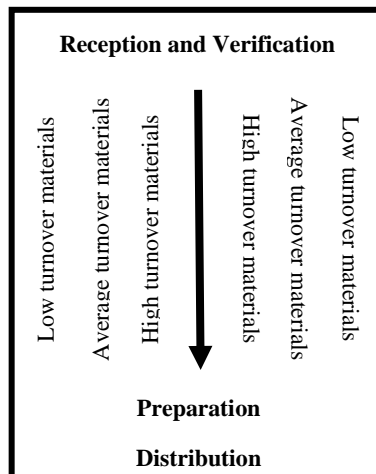 Reception and Verification
Low turnover materials
Average turnover materials
High turnover materials
High turnover materials
Average turnover materials
Low turnover materials
Preparation
Distribution